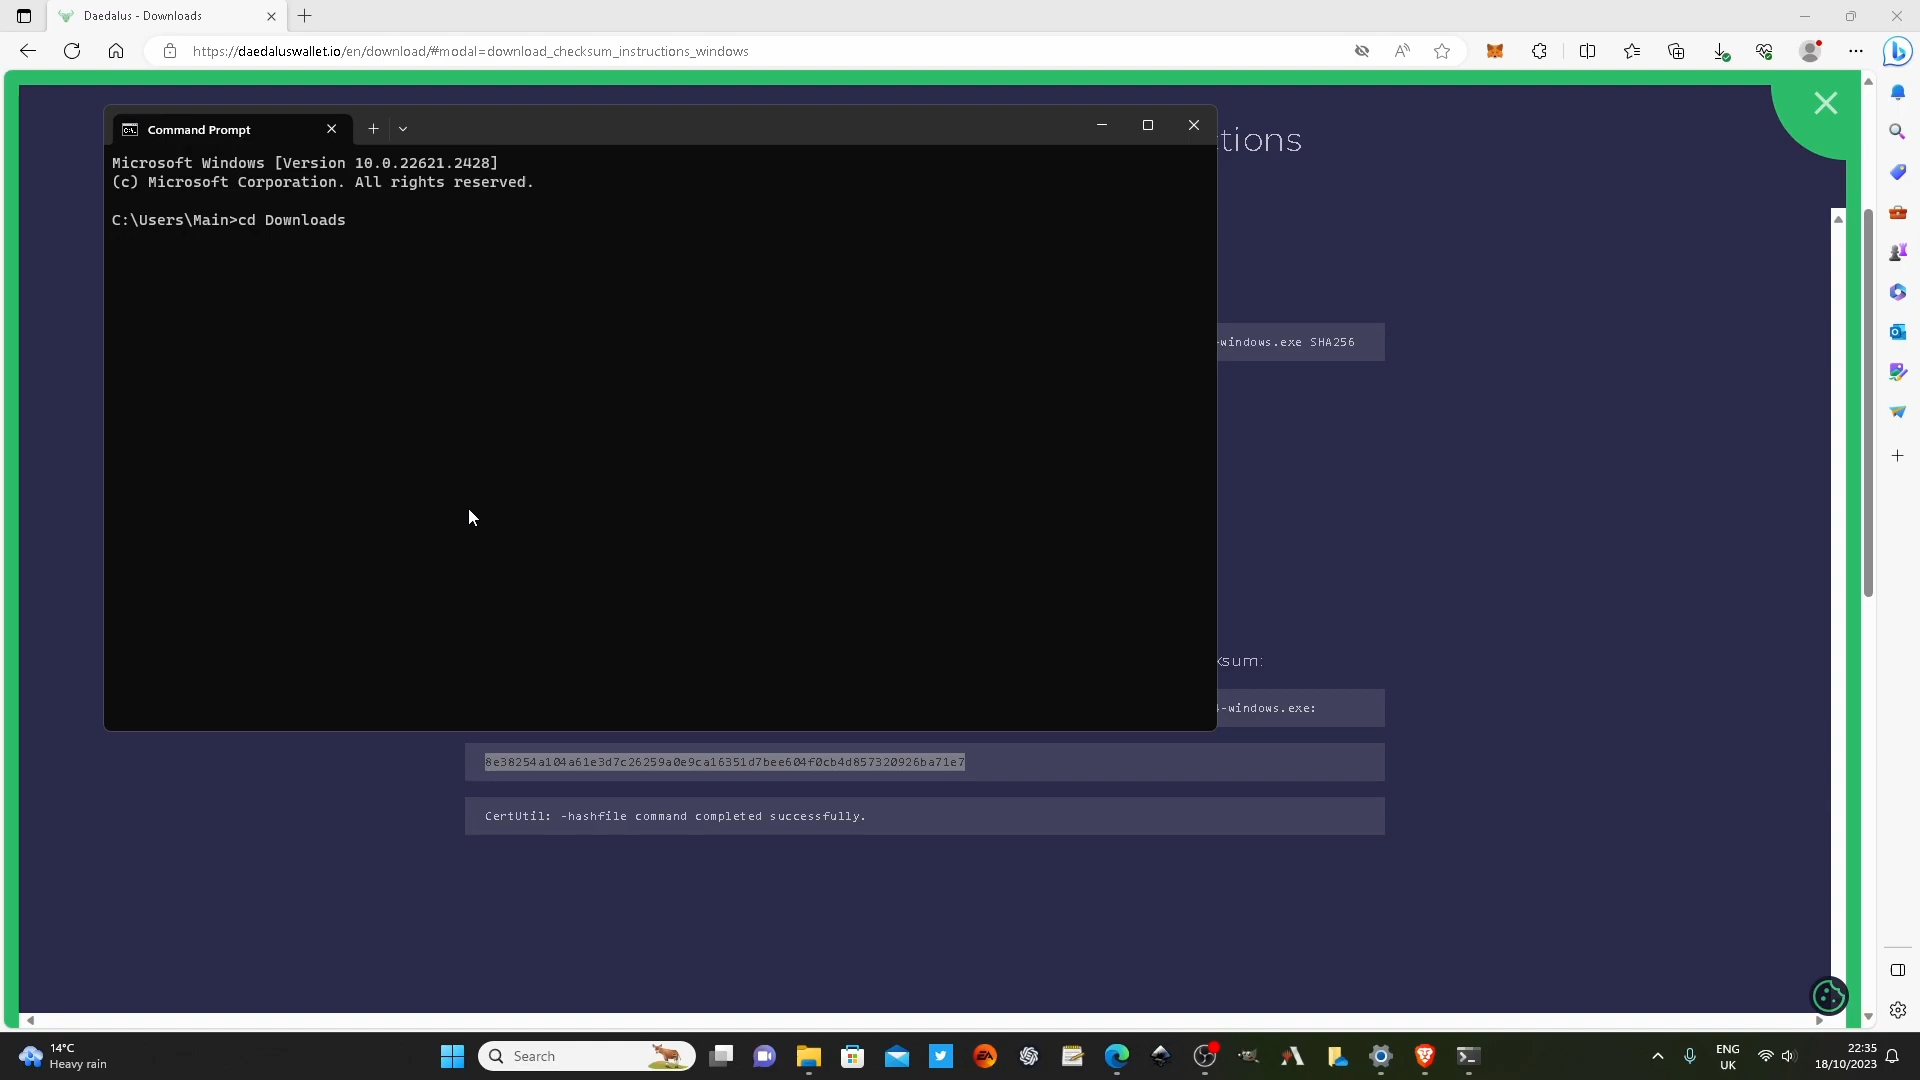 Daedalus - Downloads
https://daedaluswallet.io/en/download/#modal=download_checksum_instructions_windows
Command Prompt
Microsoft Windows [Version 10.0.22621.2428]
(c) Microsoft Corporation. All rights reserved.
C:\Users\Main>cd Downloads
tions
-windows.exe SHA256
ksum:
-windows.exe:
8e38254a104a61e3d7c26259a0e9ca16351d7bee604f0cb4d857320926ba71e7
CertUtil: -hashfile command completed successfully.
14°C
Heavy rain
Search
ENG
UK
22:35
18/10/2023